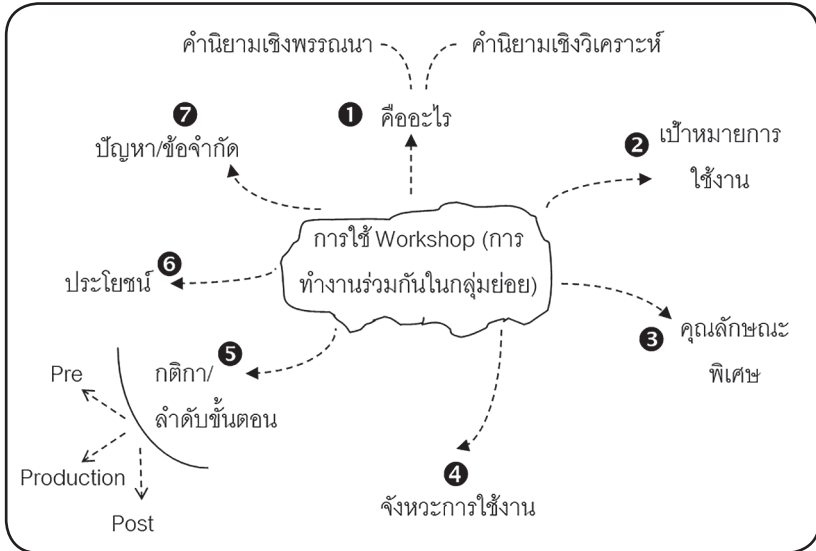 คำนิยามเชิงพรรณนา
คำนิยามเชิงวิเคราะห์
❶ คืออะไร
❷ เป้าหมายการ
ใช้งาน
❸ คุณลักษณะ
พิเศษ
❹
จังหวะการใช้งาน
❺
กติกา/
ลำดับขั้นตอน
Pre
Production
Post
❻
ประโยชน์
❼
ปัญหา/ข้อจำกัด
การใช้ Workshop (การ
ทำงานร่วมกันในกลุ่มย่อย)